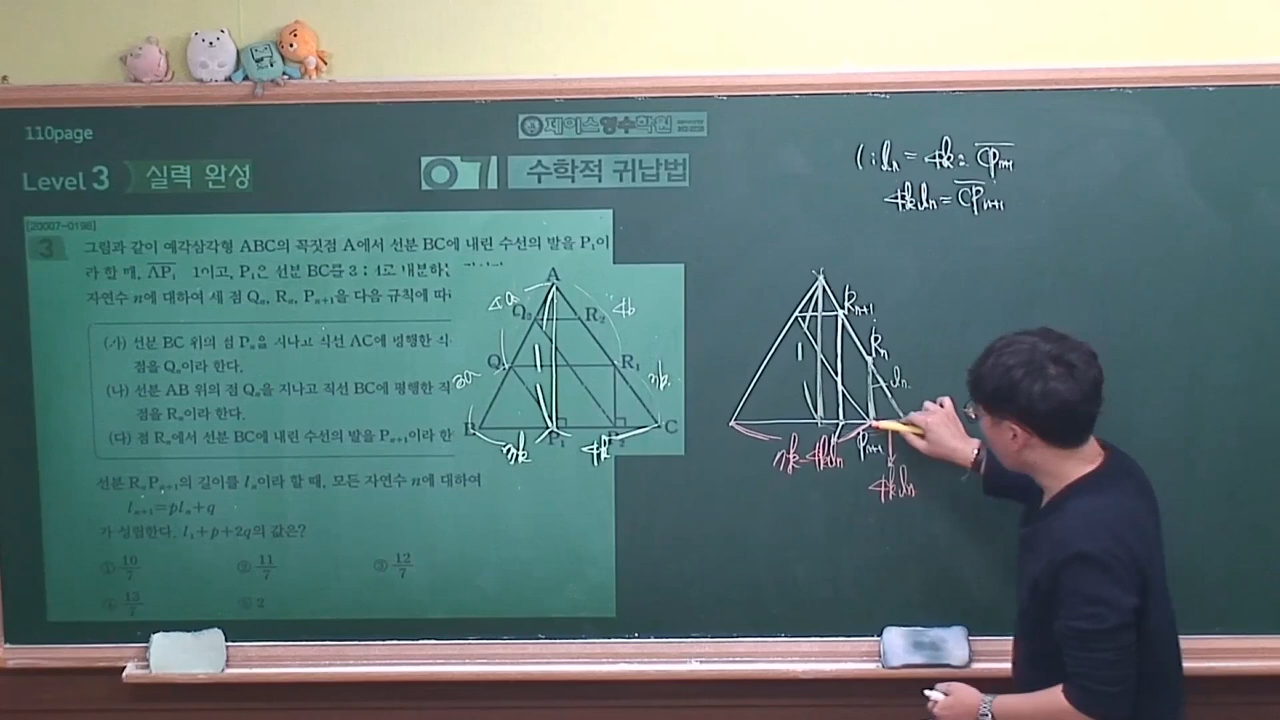 110page
제이스영수학원
Level 3 실력 완성
07 수학적 귀납법
[20007-0198]
3 그림과 같이 예각삼각형 ABC의 꼭짓점 A에서 선분 BC에 내린 수선의 발을 P₁이
라 할 때, A̅P̅₁ 1이고, P₁은 선분 BC를 3 : 4로 내분하는
자연수 n에 대하여 세 점 Qₙ, Rₙ, Pₙ₊₁을 다음 규칙에 따
(가) 선분 BC 위의 점 Pₙ을 지나고 직선 AC에 평행한 직
점을 Qₙ이라 한다.
(나) 선분 AB 위의 점 Qₙ을 지나고 직선 BC에 평행한 직
점을 Rₙ이라 한다.
(다) 점 Rₙ에서 선분 BC에 내린 수선의 발을 Pₙ₊₁이라 한
선분 RₙPₙ₊₁의 길이를 lₙ이라 할 때, 모든 자연수 n에 대하여
lₙ₊₁=plₙ+q
가 성립한다. l₁+p+2q의 값은?
① 10/7
② 11/7
③ 12/7
④ 13/7
⑤ 2
A
4a
4b
Q₂
R₂
Q
R₁
1
3a
B
P₁
C
3k
4k
1 : lₙ = 4k : C̅P̅ₙ₊₁
4klₙ = C̅P̅ₙ₊₁
Rₙ₊₁
Rₙ
1
lₙ
Pₙ₊₁
7k-4klₙ
4klₙ